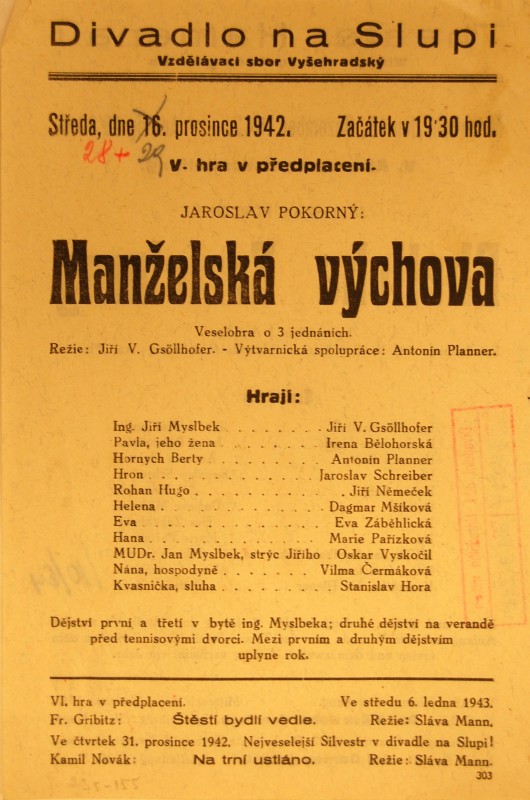 Divadlo na Slupi
Vzdělávací sbor Vyšehradský
Středa, dne 16. prosince 1942. Začátek v 19·30 hod.
28 + 29
V. hra v předplacení.
JAROSLAV POKORNÝ:
Manželská výchova
Veselohra o 3 jednáních.
Režie: Jiří V. Gsöllhofer. - Výtvarnická spolupráce: Antonín Planner.
Hrají:
Ing. Jiří Myslbek . . . . . . . . Jiří V. Gsöllhofer
Pavla, jeho žena . . . . . . . . Irena Bělohorská
Hornych Berty . . . . . . . . . Antonín Planner
Hron . . . . . . . . . . . . . Jaroslav Schreiber
Rohan Hugo . . . . . . . . . . . Jiří Němeček
Helena . . . . . . . . . . . . Dagmar Mšíková
Eva . . . . . . . . . . . . . Eva Záběhlická
Hana . . . . . . . . . . . . . Marie Pařízková
MUDr. Jan Myslbek, strýc Jiřího . Oskar Vyskočil
Nána, hospodyně . . . . . . . . Vilma Čermáková
Kvasnička, sluha . . . . . . . . Stanislav Hora
Dějství první a třetí v bytě ing. Myslbeka; druhé dějství na verandě
před tennisovými dvorci. Mezi prvním a druhým dějstvím
uplyne rok.
VI. hra v předplacení. Ve středu 6. ledna 1943.
Fr. Gribitz: Štěstí bydlí vedle. Režie: Sláva Mann.
Ve čtvrtek 31. prosince 1942. Nejveselejší Silvestr v divadle na Slupi!
Kamil Novák: Na trní ustláno. Režie: Sláva Mann.
303